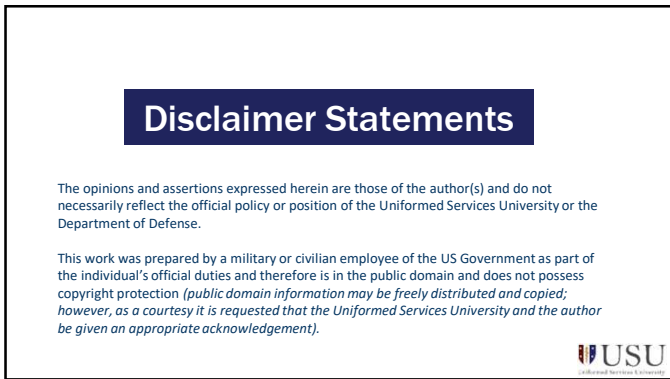 Disclaimer Statements
The opinions and assertions expressed herein are those of the author(s) and do not
necessarily reflect the official policy or position of the Uniformed Services University or the
Department of Defense.
This work was prepared by a military or civilian employee of the US Government as part of
the individual's official duties and therefore is in the public domain and does not possess
copyright protection (public domain information may be freely distributed and copied;
however, as a courtesy it is requested that the Uniformed Services University and the author
be given an appropriate acknowledgement).
USU
Uniformed Services University